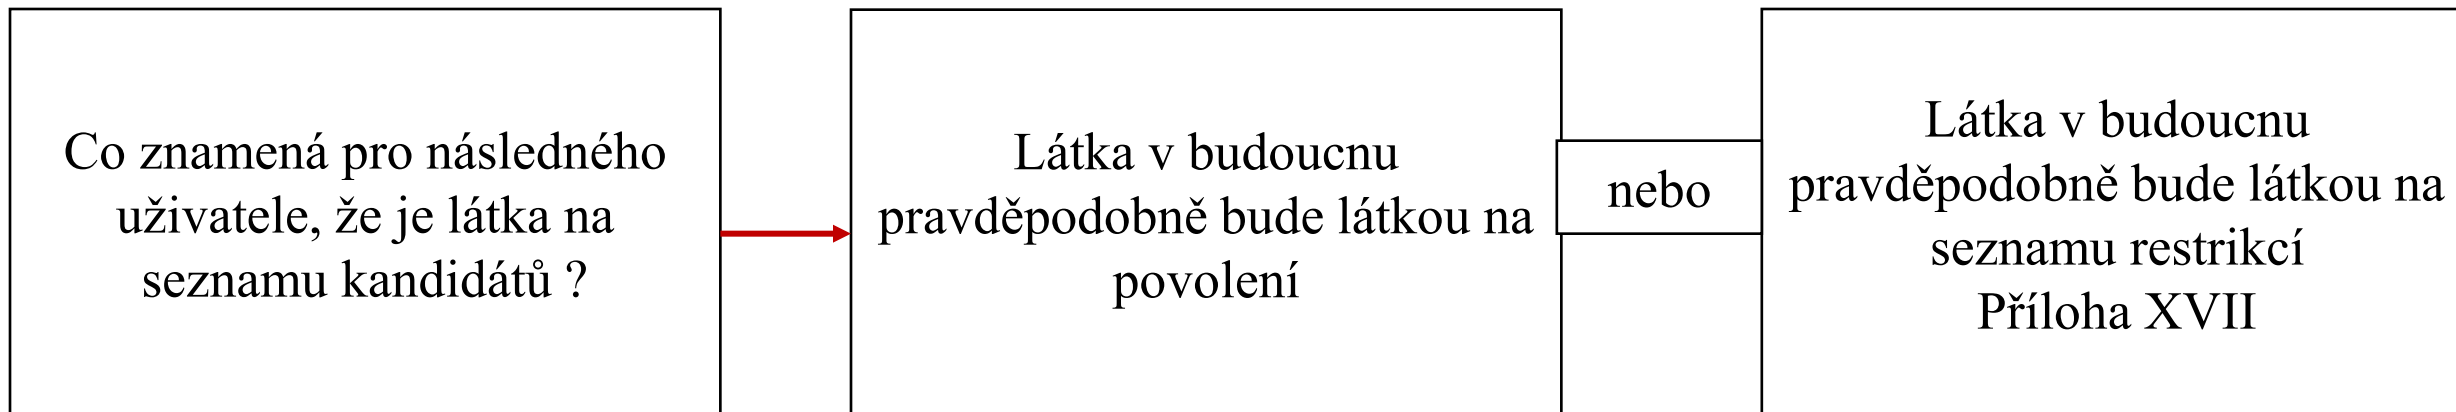 Co znamená pro následného
uživatele, že je látka na
seznamu kandidátů ?
Látka v budoucnu
pravděpodobně bude látkou na
povolení
nebo
Látka v budoucnu
pravděpodobně bude látkou na
seznamu restrikcí
Příloha XVII